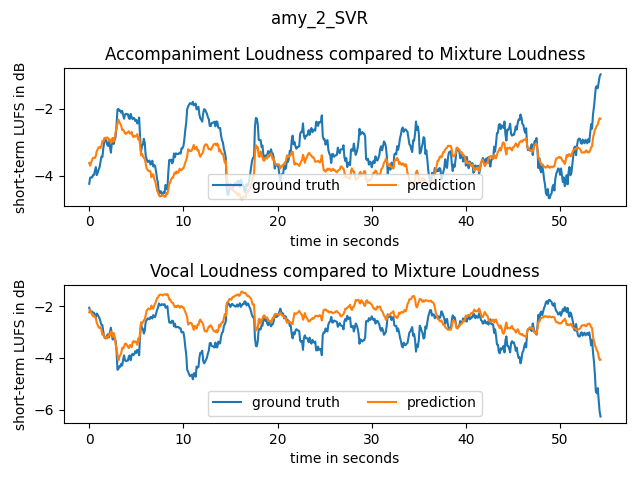 amy_2_SVR
Accompaniment Loudness compared to Mixture Loudness
short-term LUFS in dB
−2
−4
ground truth prediction
0 10 20 30 40 50
time in seconds
Vocal Loudness compared to Mixture Loudness
short-term LUFS in dB
−2
−4
−6
ground truth prediction
0 10 20 30 40 50
time in seconds